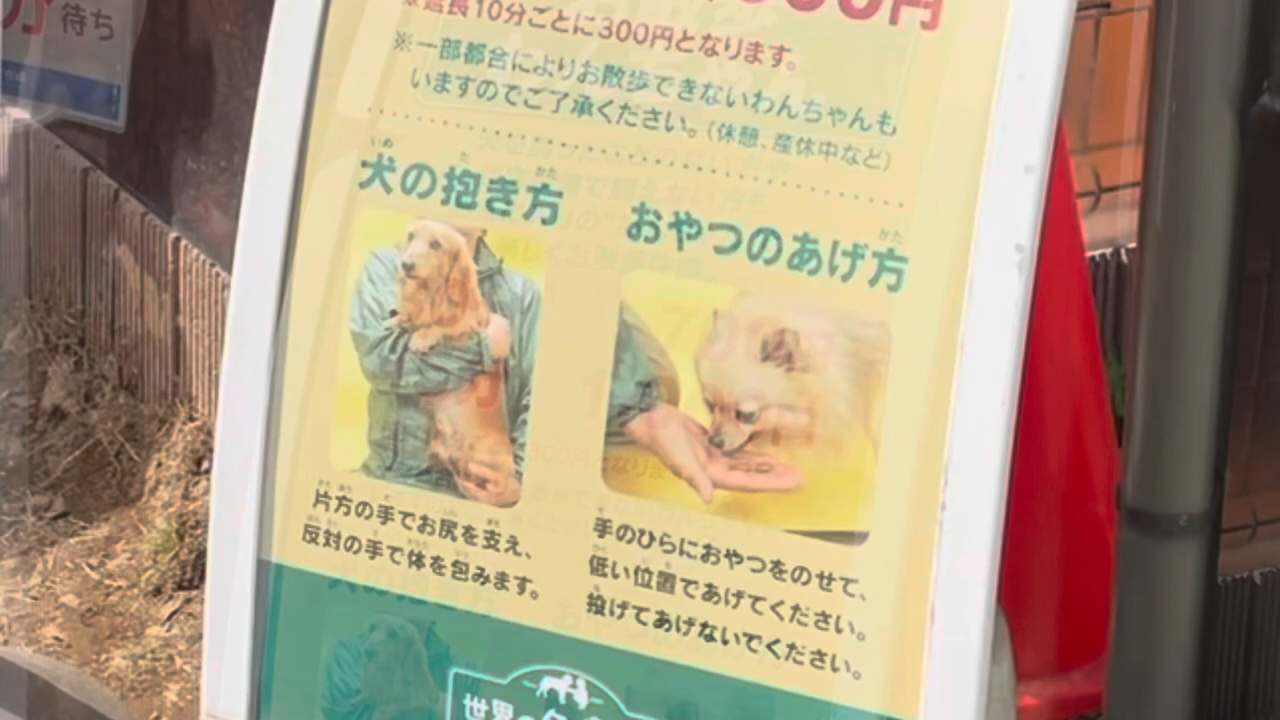 待ち
00円
※延長10分ごとに300円となります。
※一部都合によりお散歩できないわんちゃんも
いますのでご了承ください。(休憩、産休中など)
犬の抱き方
おやつのあげ方
片方の手でお尻を支え、
反対の手で体を包みます。
手のひらにおやつをのせて、
低い位置であげてください。
投げてあげないでください。
世界の